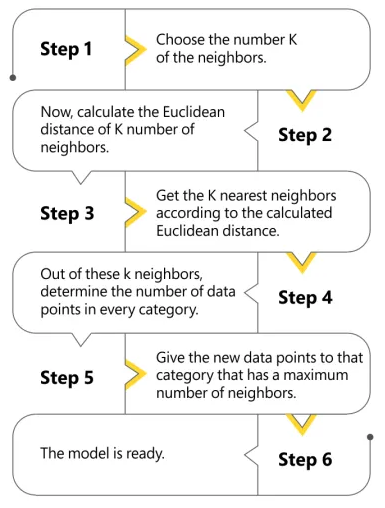 Step 1
Choose the number K
of the neighbors.
Now, calculate the Euclidean
distance of K number of
neighbors.
Step 2
Step 3
Get the K nearest neighbors
according to the calculated
Euclidean distance.
Out of these k neighbors,
determine the number of data
points in every category.
Step 4
Step 5
Give the new data points to that
category that has a maximum
number of neighbors.
The model is ready.
Step 6